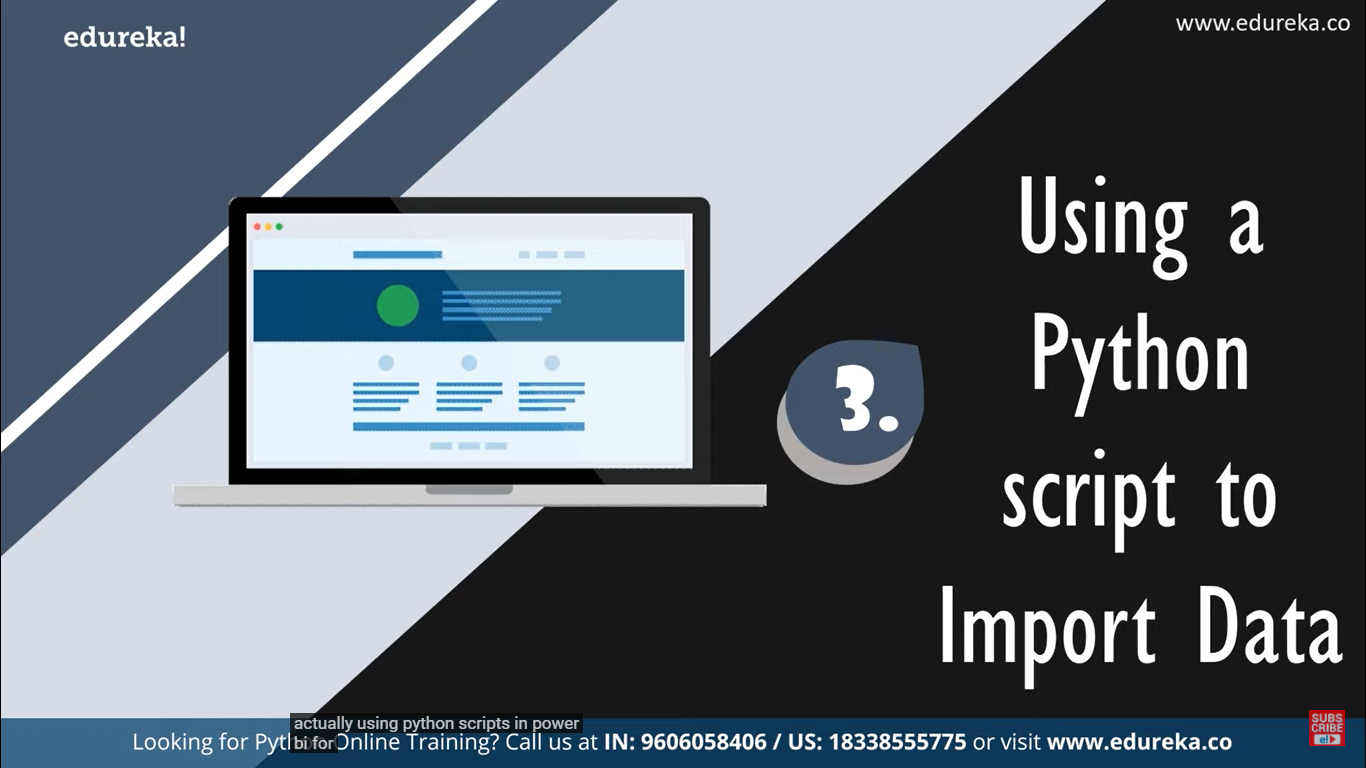 edureka!
www.edureka.co
Using a
Python
3.
script to
Import Data
actually using python scripts in power
bi for
Looking for Pyt Online Training? Call us at IN: 9606058406 / US: 18338555775 or visit www.edureka.co
SUBS
CRIBE
e!